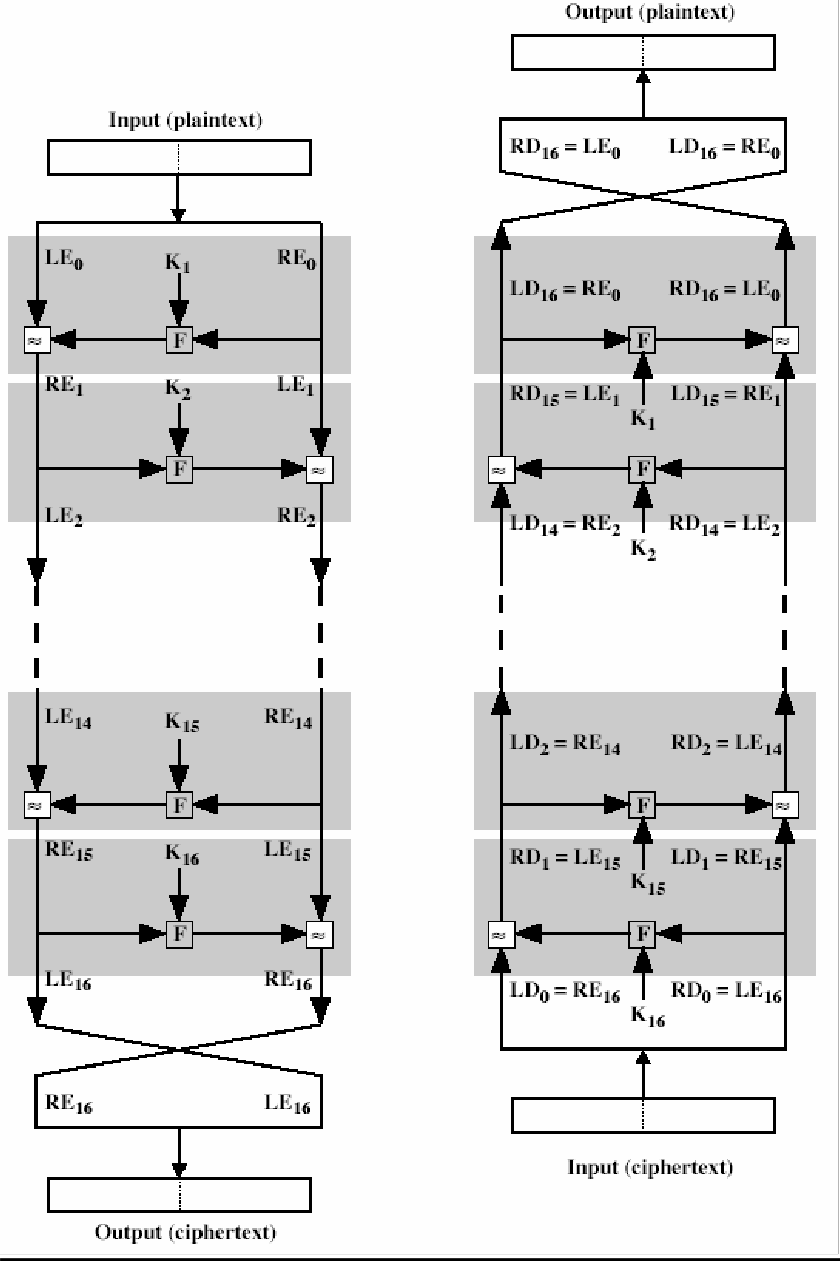 Input (plaintext)
LE0 K1 RE0
≈ F
RE1 K2 LE1
F ≈
LE2 RE2
LE14 K15 RE14
≈ F
RE15 K16 LE15
F ≈
LE16 RE16
RE16 LE16
Output (ciphertext)
Output (plaintext)
RD16 = LE0 LD16 = RE0
LD16 = RE0 RD16 = LE0
F ≈
RD15 = LE1 LD15 = RE1
K1
≈ F
LD14 = RE2 RD14 = LE2
K2
LD2 = RE14 RD2 = LE14
F ≈
RD1 = LE15 LD1 = RE15
K15
≈ F
LD0 = RE16 RD0 = LE16
K16
Input (ciphertext)